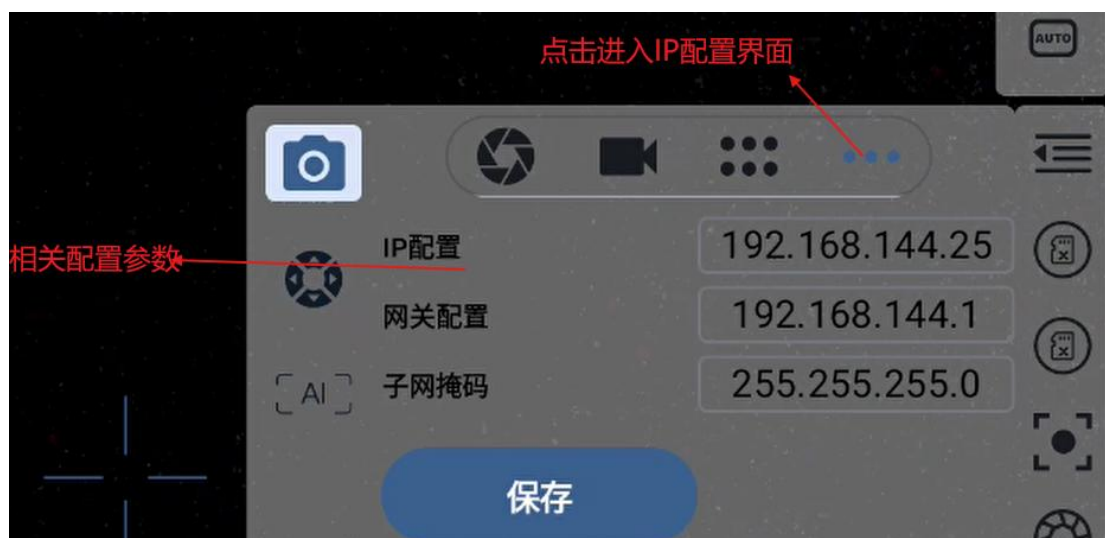 点击进入IP配置界面
AUTO
相关配置参数
IP配置
192.168.144.25
网关配置
192.168.144.1
AI
子网掩码
255.255.255.0
保存